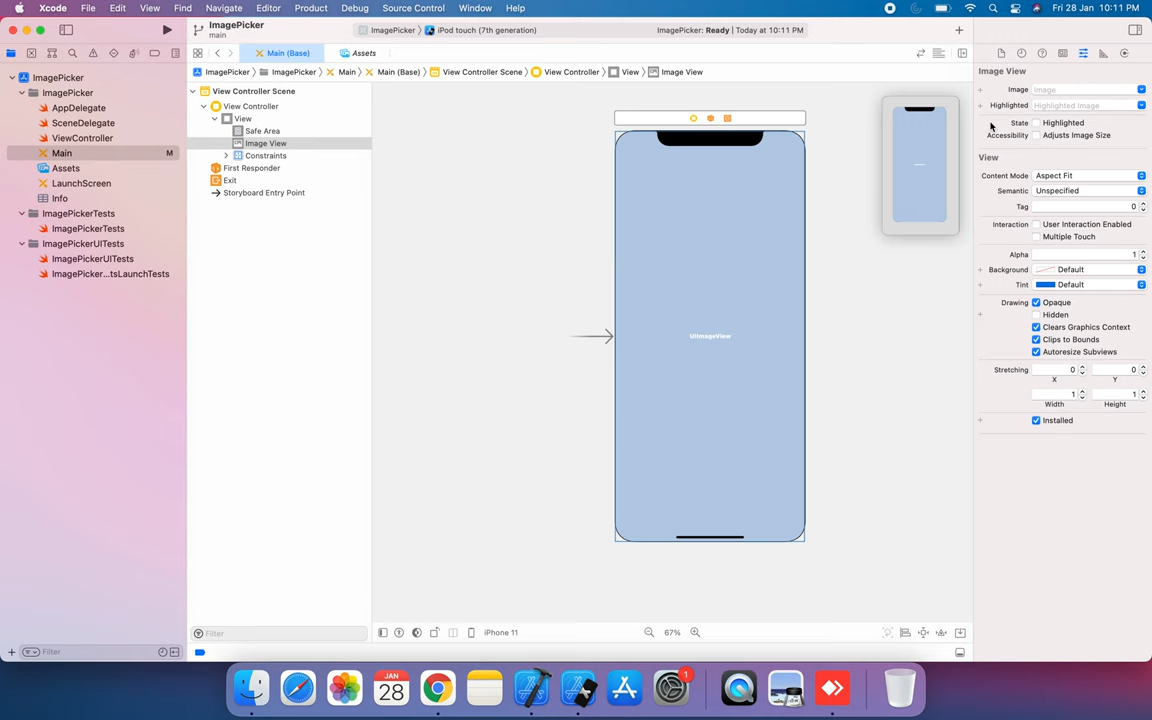 Xcode File Edit View Find Navigate Editor Product Debug Source Control Window Help Fri 28 Jan 10:11 PM
ImagePicker
main
ImagePicker iPod touch (7th generation) ImagePicker: Ready | Today at 10:11 PM
Main (Base) Assets
ImagePicker ImagePicker Main Main (Base) View Controller Scene View Controller View Image View
ImagePicker
ImagePicker
AppDelegate
SceneDelegate
ViewController
Main M
Assets
LaunchScreen
Info
ImagePickerTests
ImagePickerTests
ImagePickerUITests
ImagePickerUITests
ImagePicker...tsLaunchTests
Filter
View Controller Scene
View Controller
View
Safe Area
Image View
Constraints
First Responder
Exit
Storyboard Entry Point
Filter
UIImageView
iPhone 11
67%
Image View
Image Image
Highlighted Highlighted Image
State Highlighted
Accessibility Adjusts Image Size
View
Content Mode Aspect Fit
Semantic Unspecified
Tag 0
Interaction User Interaction Enabled
Multiple Touch
Alpha 1
Background Default
Tint Default
Drawing Opaque
Hidden
Clears Graphics Context
Clips to Bounds
Autoresize Subviews
Stretching 0 0
X Y
1 1
Width Height
Installed
JAN
28
1